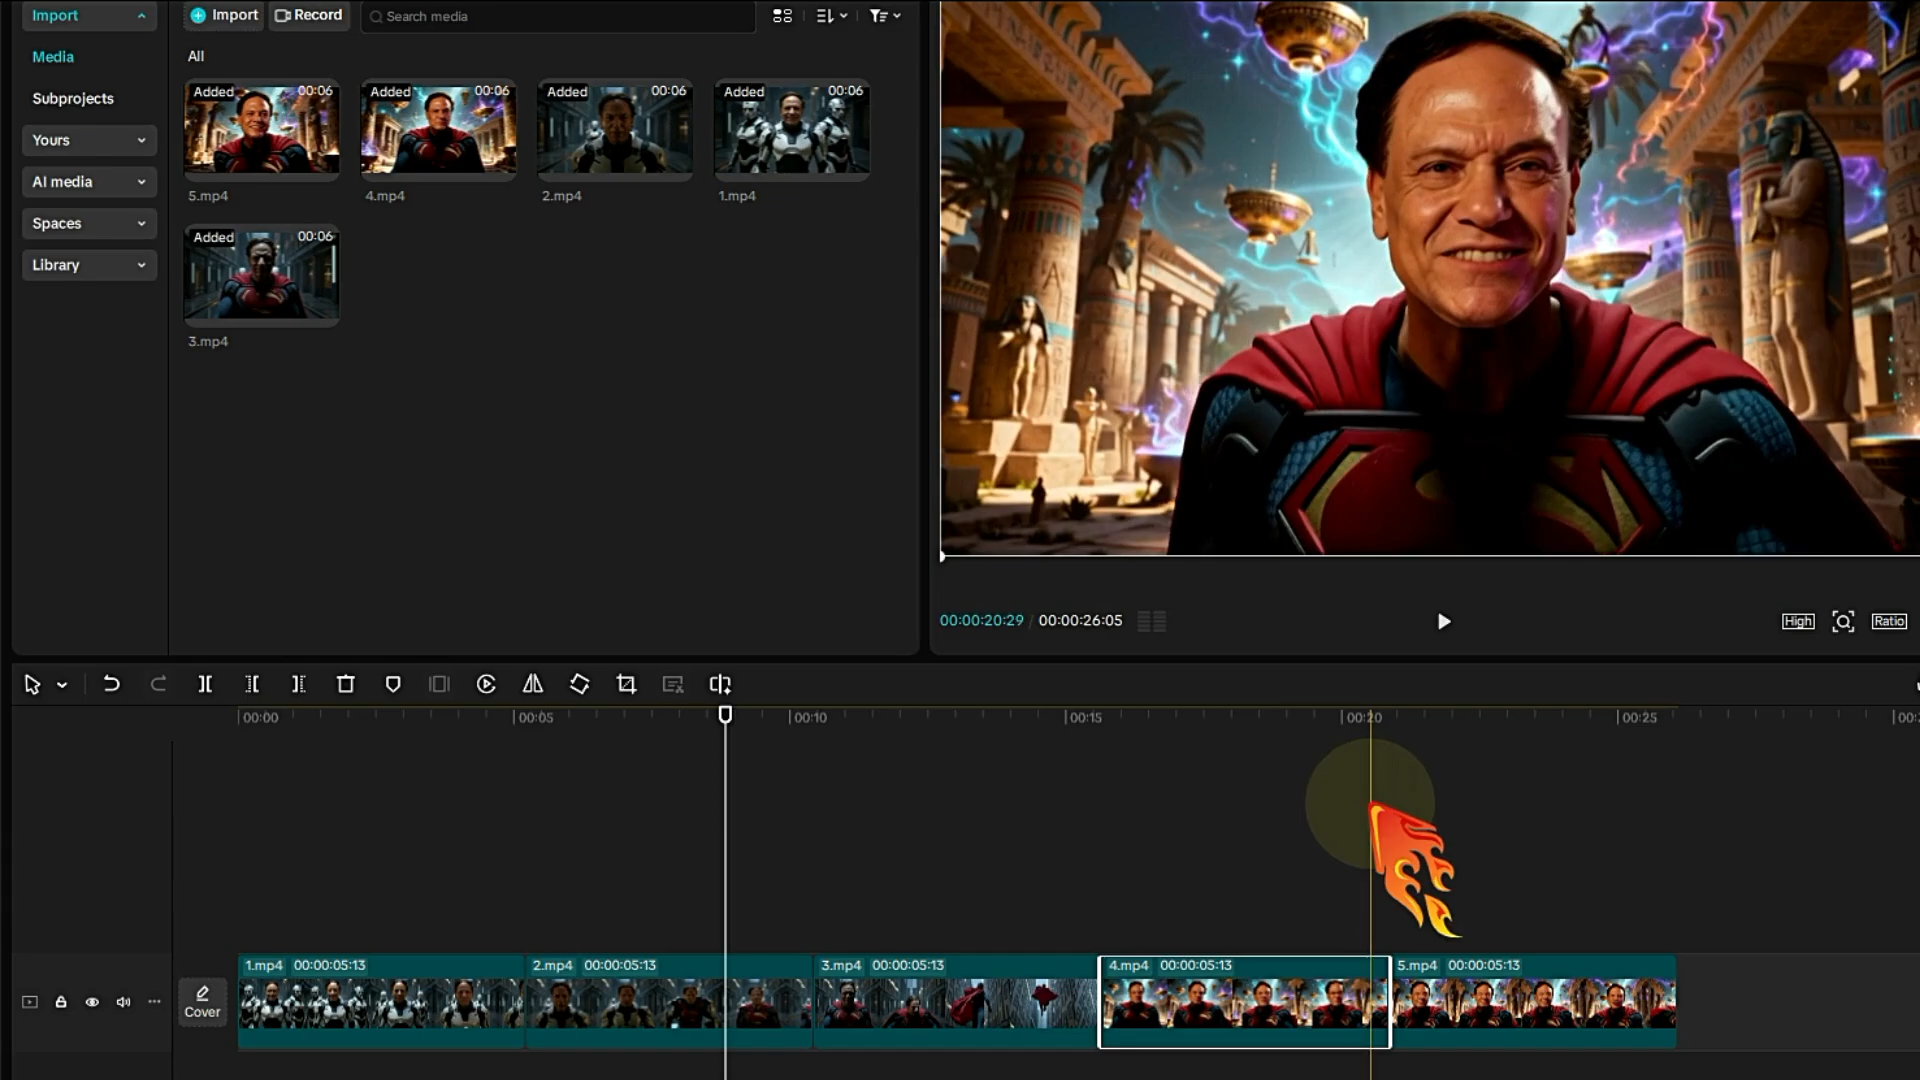 Import
Media
Subprojects
Yours
AI media
Spaces
Library
Import
Record
Search media
All
Added 00:06
5.mp4
Added 00:06
4.mp4
Added 00:06
2.mp4
Added 00:06
1.mp4
Added 00:06
3.mp4
00:00:20:29 / 00:00:26:05
High
Ratio
00:00 00:05 00:10 00:15 00:20 00:25
Cover
1.mp4 00:00:05:13
2.mp4 00:00:05:13
3.mp4 00:00:05:13
4.mp4 00:00:05:13
5.mp4 00:00:05:13